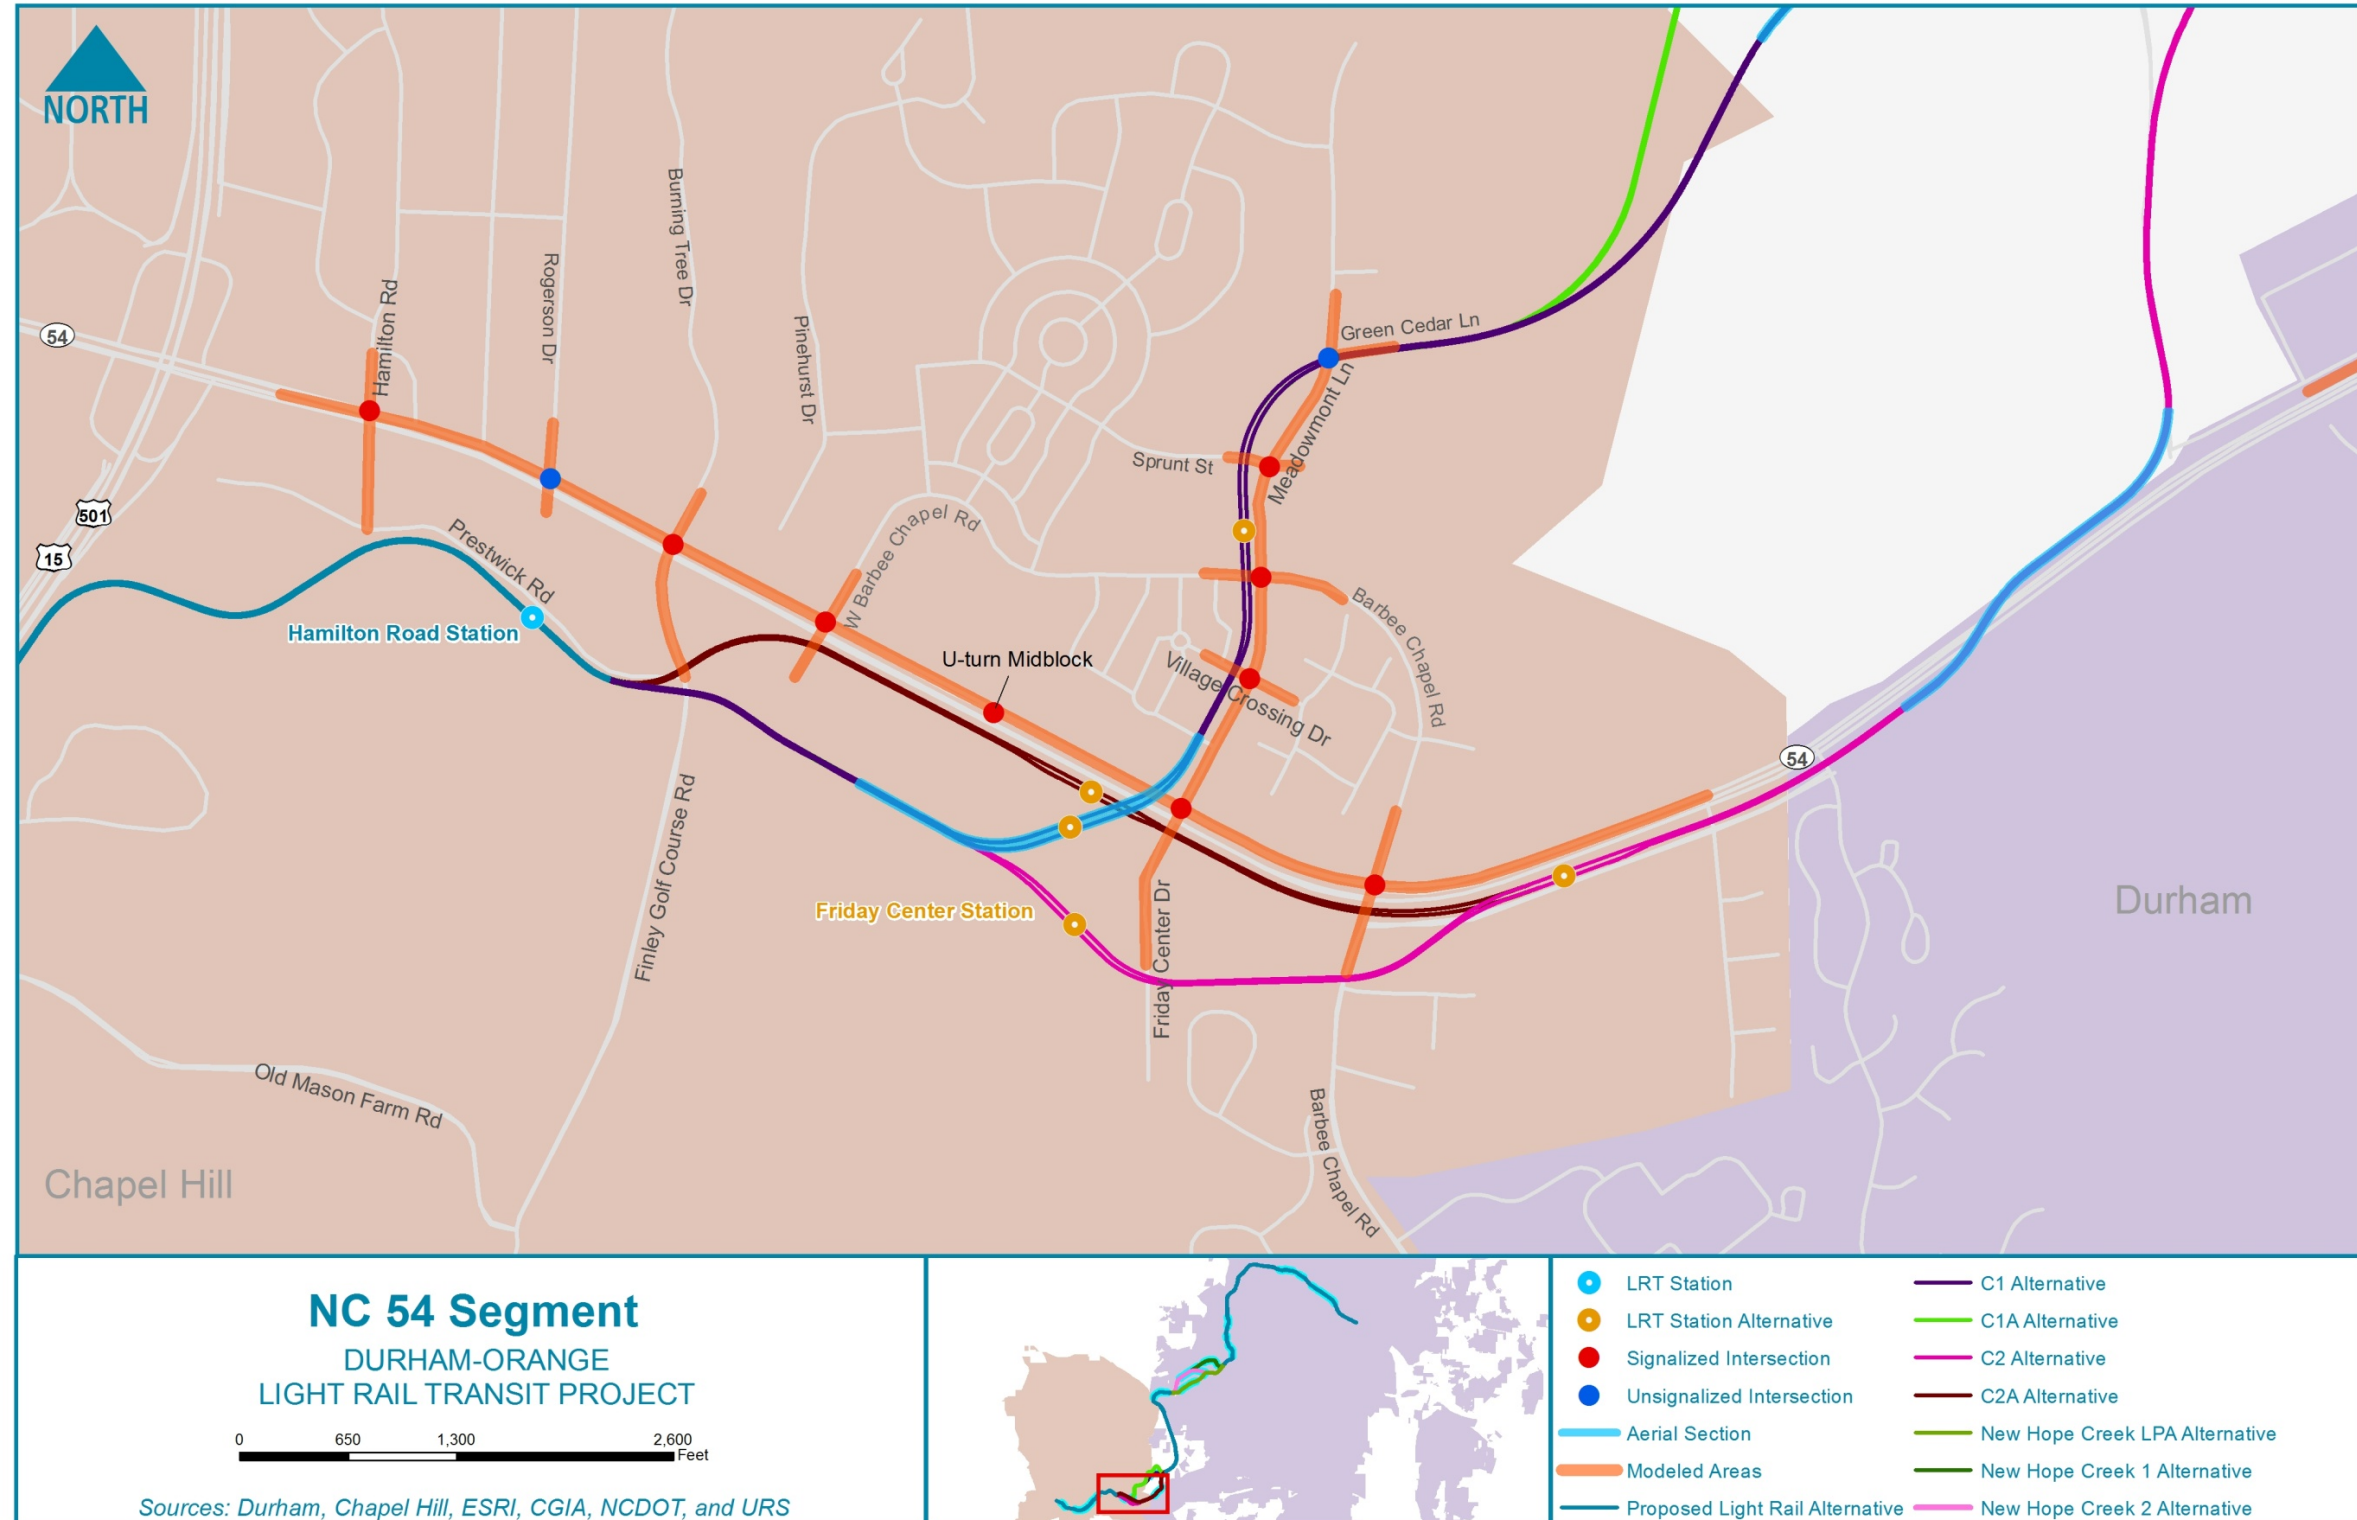 NORTH
54
Hamilton Rd
Rogerson Dr
Burning Tree Dr
Pinehurst Dr
Green Cedar Ln
Meadowmont Ln
Sprunt St
501
15
Prestwick Rd
W Barbee Chapel Rd
Barbee Chapel Rd
Hamilton Road Station
U-turn Midblock
Village Crossing Dr
54
Finley Golf Course Rd
Friday Center Station
Friday Center Dr
Durham
Old Mason Farm Rd
Barbee Chapel Rd
Chapel Hill
NC 54 Segment
DURHAM-ORANGE
LIGHT RAIL TRANSIT PROJECT
0 650 1,300 2,600
Feet
Sources: Durham, Chapel Hill, ESRI, CGIA, NCDOT, and URS
LRT Station
LRT Station Alternative
Signalized Intersection
Unsignalized Intersection
Aerial Section
Modeled Areas
Proposed Light Rail Alternative
C1 Alternative
C1A Alternative
C2 Alternative
C2A Alternative
New Hope Creek LPA Alternative
New Hope Creek 1 Alternative
New Hope Creek 2 Alternative